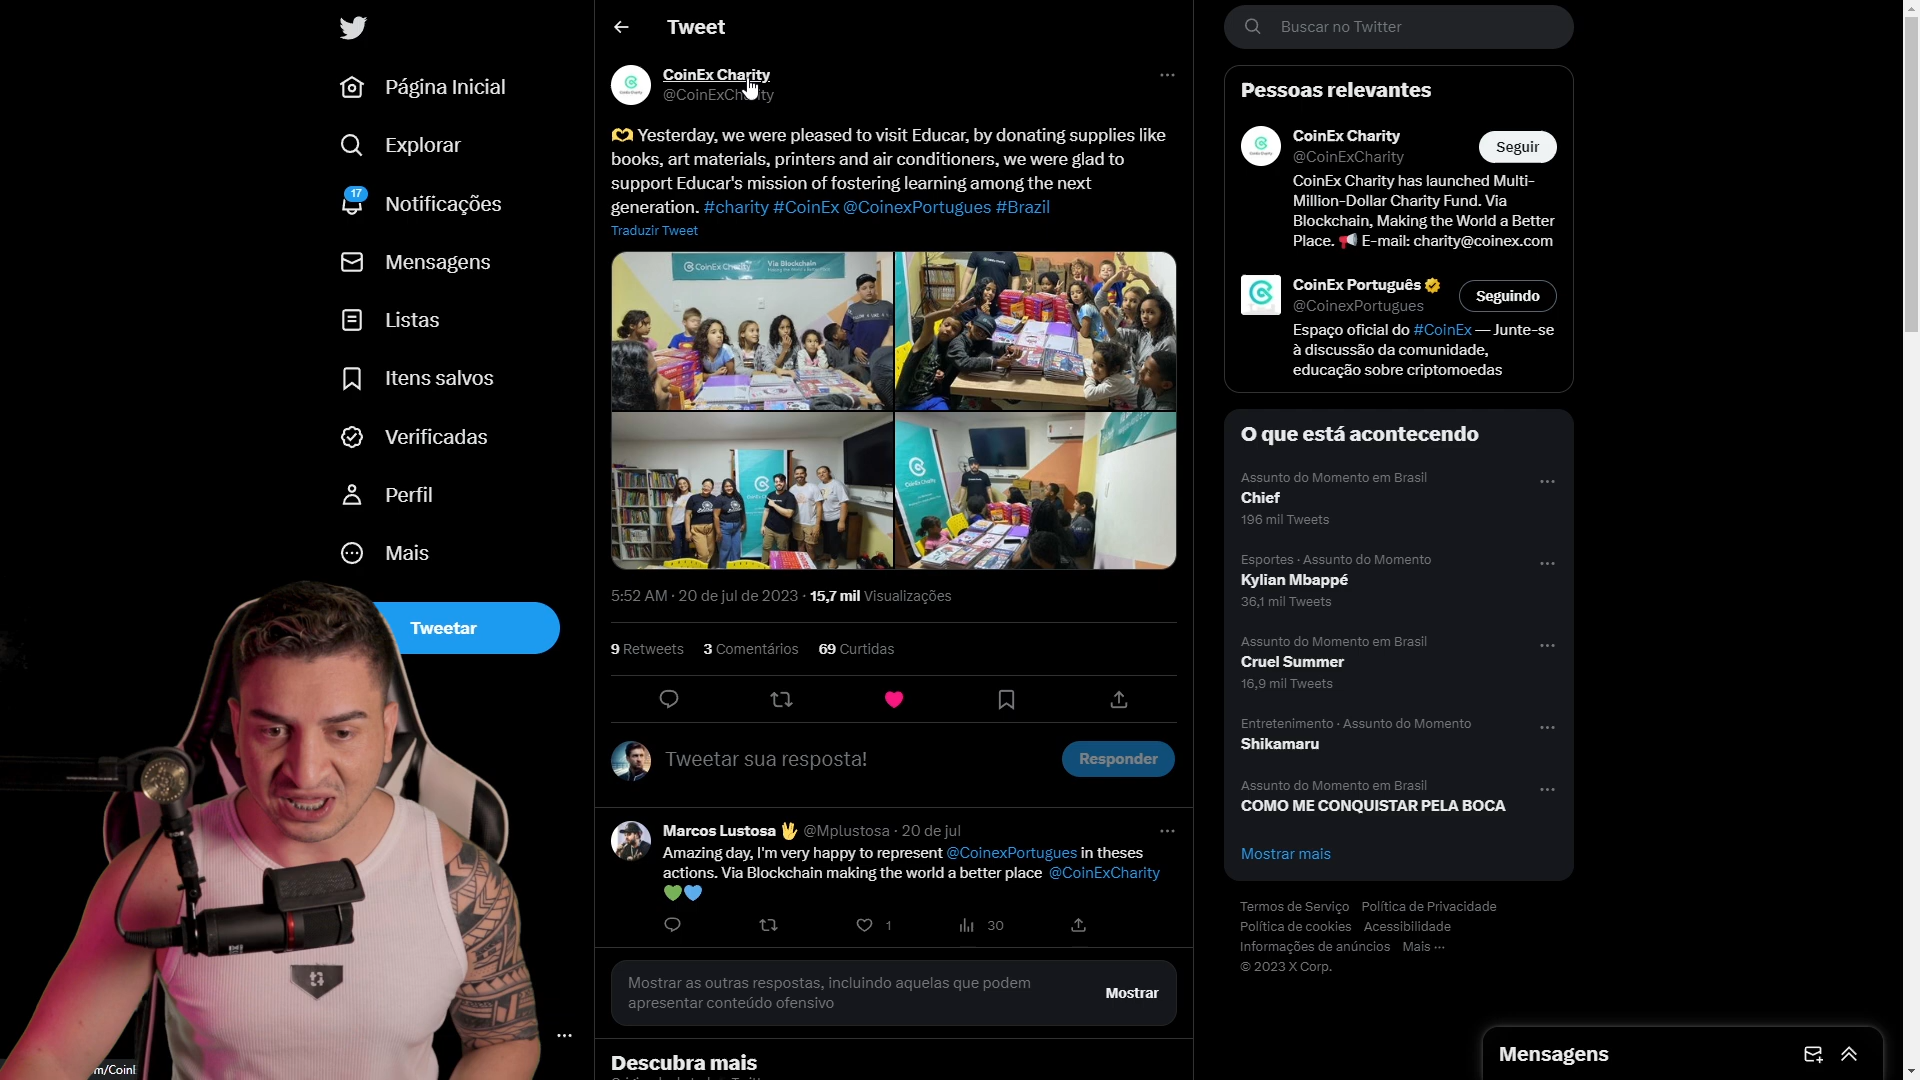 Página Inicial
Explorar
17
Notificações
Mensagens
Listas
Itens salvos
Verificadas
Perfil
Mais
Tweetar
Tweet
CoinEx Charity
🫶 Yesterday, we were pleased to visit Educar, by donating supplies like
books, art materials, printers and air conditioners, we were glad to
support Educar's mission of fostering learning among the next
generation. #charity #CoinEx @CoinexPortugues #Brazil
Traduzir Tweet
CoinEx Charity
Via Blockchain
5:52 AM · 20 de jul de 2023 · 15,7 mil Visualizações
9 Retweets 3 Comentários 69 Curtidas
Tweetar sua resposta!
Responder
Marcos Lustosa 🖖 @Mplustosa · 20 de jul
Amazing day, I'm very happy to represent @CoinexPortugues in theses
actions. Via Blockchain making the world a better place @CoinExCharity
💚💙
1
30
Mostrar as outras respostas, incluindo aquelas que podem
apresentar conteúdo ofensivo
Mostrar
Descubra mais
Buscar no Twitter
Pessoas relevantes
CoinEx Charity
@CoinExCharity
Seguir
CoinEx Charity has launched Multi-
Million-Dollar Charity Fund. Via
Blockchain, Making the World a Better
Place. 📢 E-mail: charity@coinex.com
CoinEx Português
@CoinexPortugues
Seguindo
Espaço oficial do #CoinEx — Junte-se
à discussão da comunidade,
educação sobre criptomoedas
O que está acontecendo
Assunto do Momento em Brasil
Chief
196 mil Tweets
Esportes · Assunto do Momento
Kylian Mbappé
36,1 mil Tweets
Assunto do Momento em Brasil
Cruel Summer
16,9 mil Tweets
Entretenimento · Assunto do Momento
Shikamaru
Assunto do Momento em Brasil
COMO ME CONQUISTAR PELA BOCA
Mostrar mais
Termos de Serviço Política de Privacidade
Política de cookies Acessibilidade
Informações de anúncios Mais ···
© 2023 X Corp.
Mensagens
m/CoinI